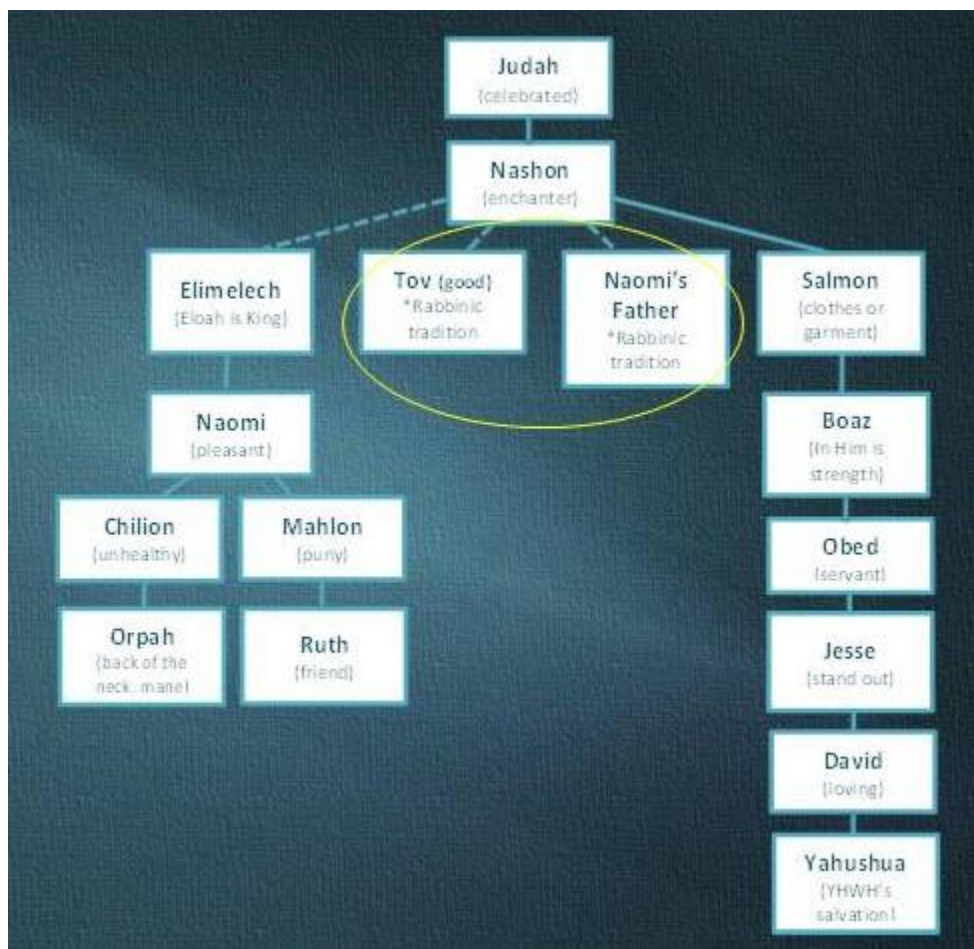 Judah
(celebrated)
Nashon
(enchanter)
Elimelech
(Eloah is King)
Tov (good)
*Rabbinic
tradition
Naomi's
Father
*Rabbinic
tradition
Salmon
(clothes or
garment)
Naomi
(pleasant)
Boaz
(In Him is
strength)
Chilion
(unhealthy)
Mahlon
(puny)
Obed
(servant)
Orpah
(back of the
neck, mane)
Ruth
(friend)
Jesse
(stand out)
David
(loving)
Yahushua
(YHWH's
salvation)